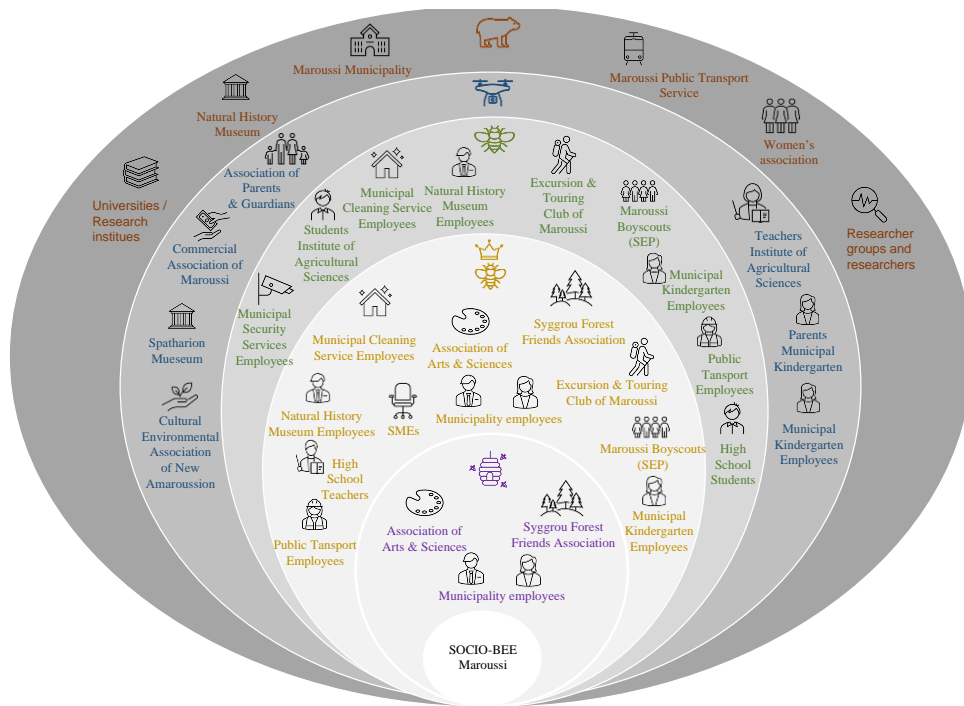 Maroussi Municipality
Maroussi Public Transport
Service
Natural History
Museum
Women's
association
Universities /
Research
institues
Researcher
groups and
researchers
Association of
Parents
& Guardians
Commercial
Association of
Maroussi
Spatharion
Mueseum
Cultural
Environmental
Association
of New
Amaroussion
Teachers
Institute of
Agricultural
Sciences
Parents
Municipal
Kindergarten
Municipal
Kindergarten
Employees
Municipal
Cleaning Service
Employees
Natural History
Museum
Employees
Excursion &
Touring
Club of
Maroussi
Maroussi
Boyscouts
(SEP)
Students
Institute of
Agricultural
Sciences
Municipal
Security
Services
Employees
Municipal
Kindergarten
Employees
Public
Tansport
Employees
High
School
Students
Municipal Cleaning
Service Employees
Association of
Arts & Sciences
Syggrou Forest
Friends Association
Excursion & Touring
Club of Maroussi
Natural History
Museum Employees
SMEs
Municipality employees
Maroussi Boyscouts
(SEP)
High
School
Teachers
Public Tansport
Employees
Municipal
Kindergarten
Employees
Association of
Arts & Sciences
Syggrou Forest
Friends Association
Municipality employees
SOCIO-BEE
Maroussi